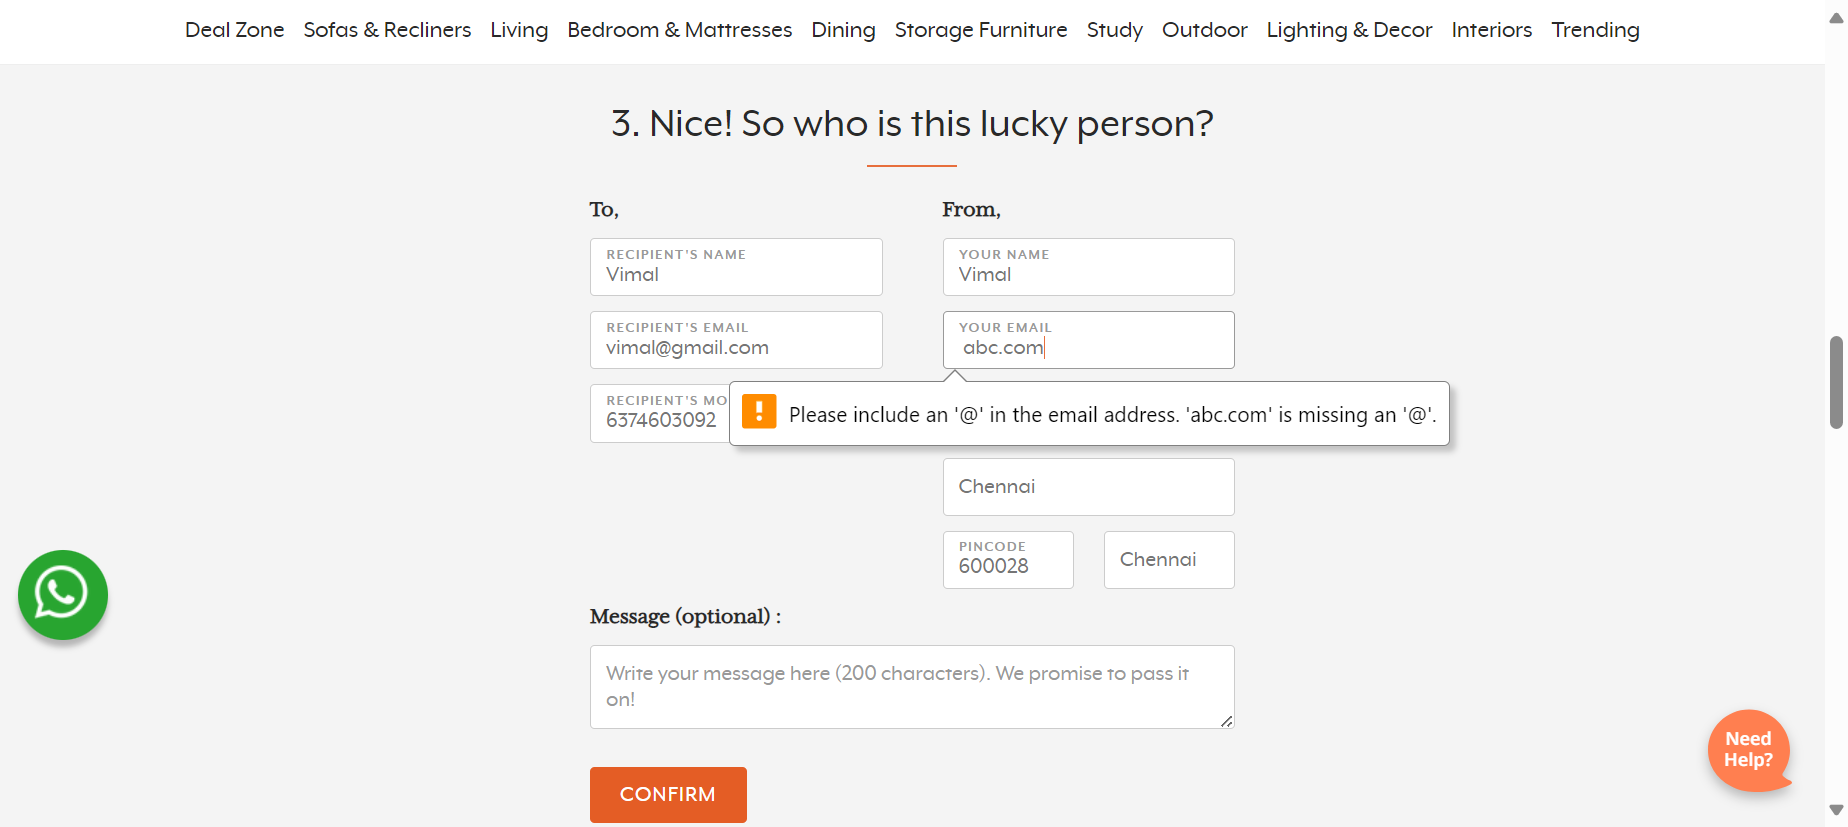 Deal Zone Sofas & Recliners Living Bedroom & Mattresses Dining Storage Furniture Study Outdoor Lighting & Decor Interiors Trending
3. Nice! So who is this lucky person?
To,
RECIPIENT'S NAME
Vimal
RECIPIENT'S EMAIL
vimal@gmail.com
RECIPIENT'S MO
6374603092
From,
YOUR NAME
Vimal
YOUR EMAIL
abc.com
Please include an '@' in the email address. 'abc.com' is missing an '@'.
Chennai
PINCODE
600028
Chennai
Message (optional) :
Write your message here (200 characters). We promise to pass it
on!
CONFIRM
Need
Help?